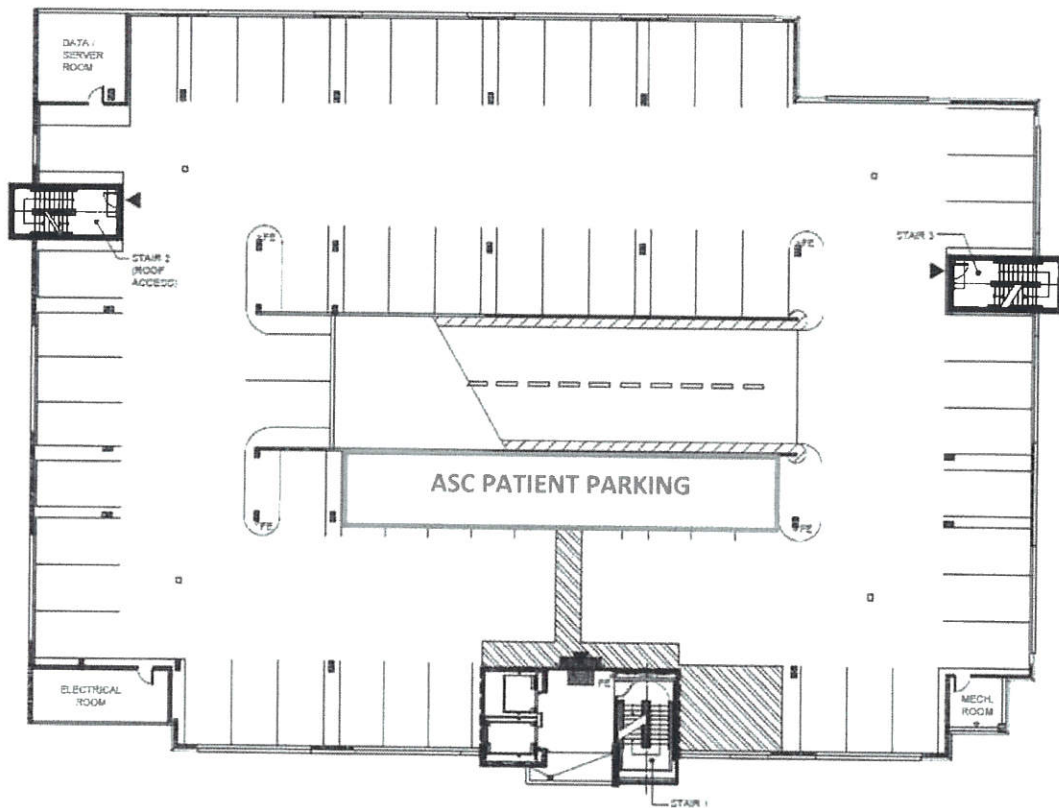 DATA /
SERVER
ROOM
STAIR 2
(ROOF
ACCESS)
FE
FE
STAIR 3
ASC PATIENT PARKING
FE
FE
ELECTRICAL
ROOM
FE
MECH.
ROOM
STAIR 1